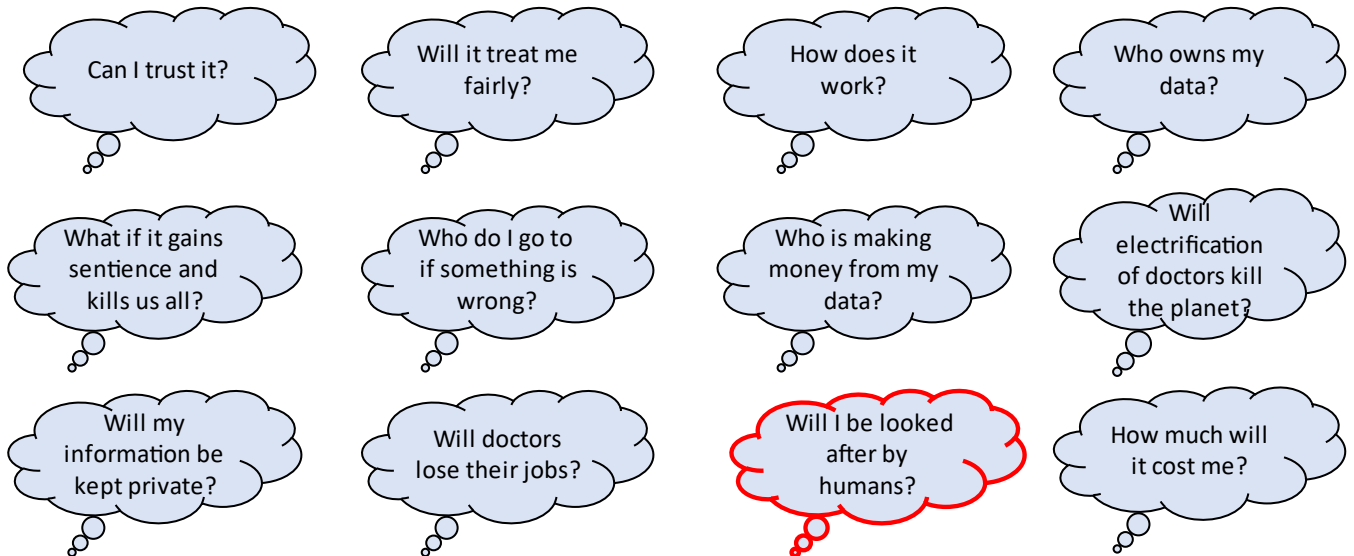 Can I trust it?
Will it treat me
fairly?
How does it
work?
Who owns my
data?
What if it gains
sentience and
kills us all?
Who do I go to
if something is
wrong?
Who is making
money from my
data?
Will
electrification
of doctors kill
the planet?
Will my
information be
kept private?
Will doctors
lose their jobs?
Will I be looked
after by
humans?
How much will
it cost me?